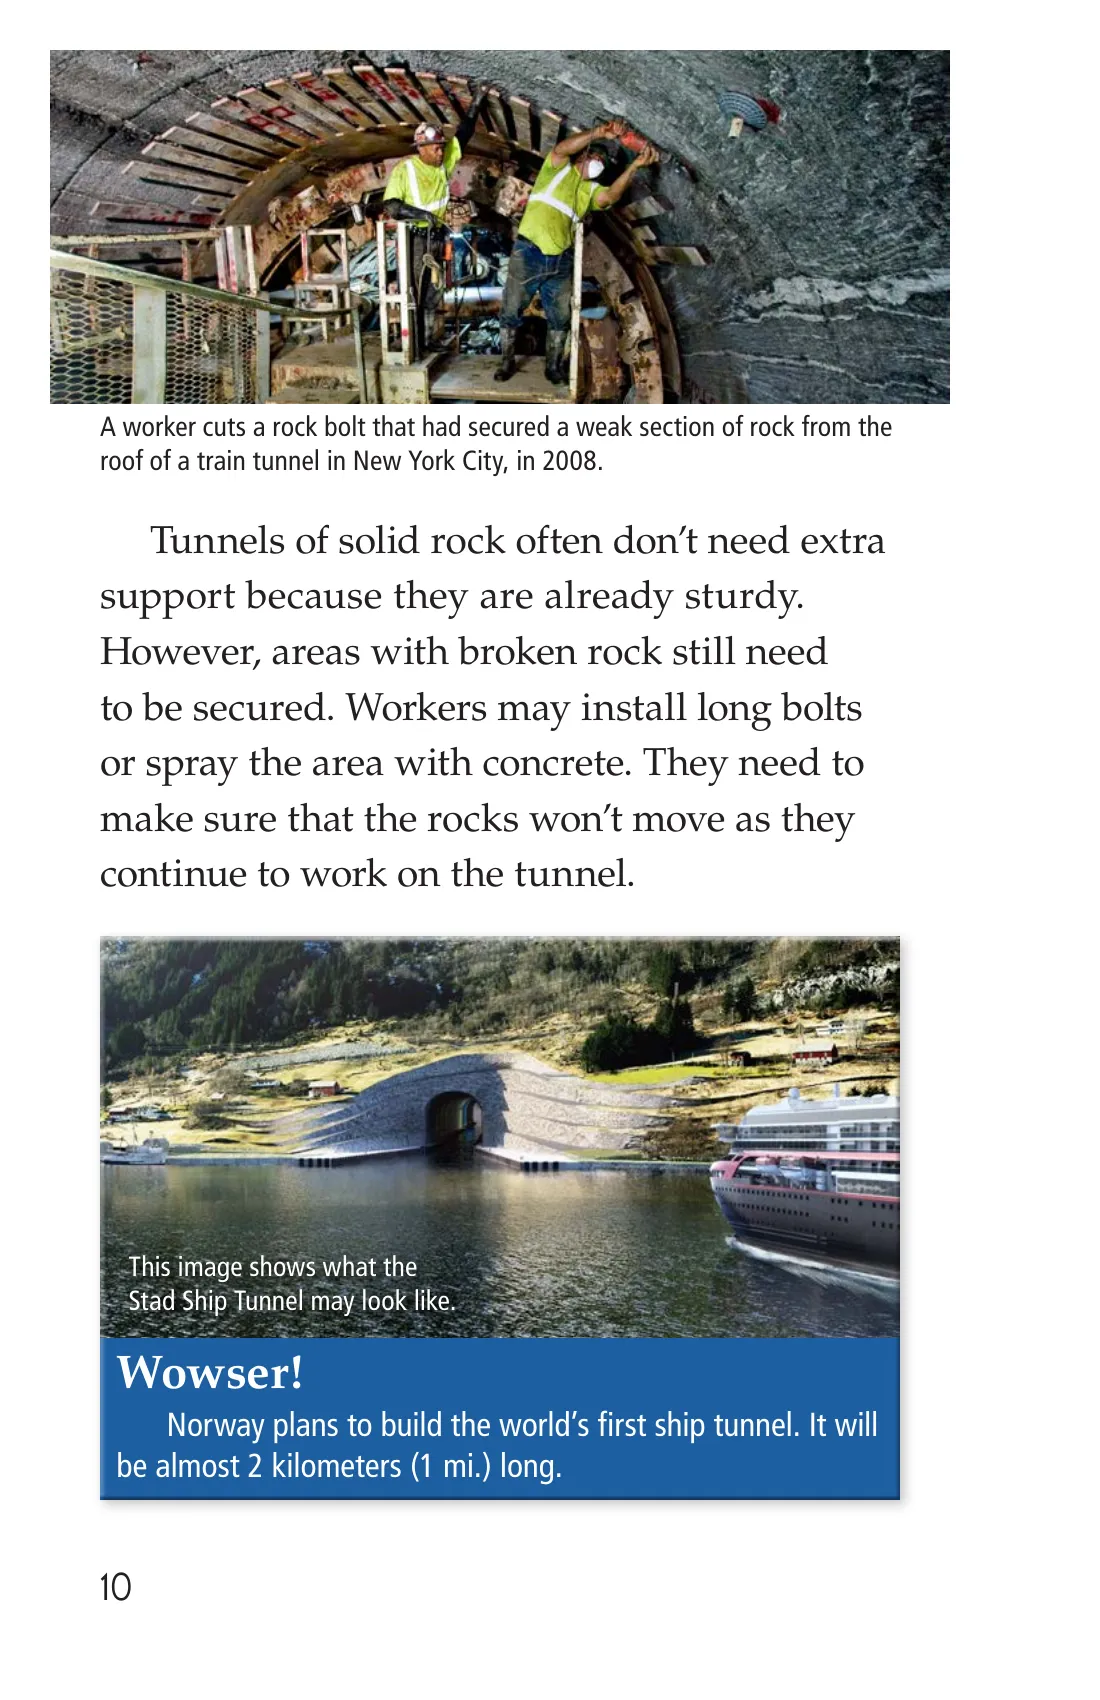 A worker cuts a rock bolt that had secured a weak section of rock from the
roof of a train tunnel in New York City, in 2008.
Tunnels of solid rock often don’t need extra
support because they are already sturdy.
However, areas with broken rock still need
to be secured. Workers may install long bolts
or spray the area with concrete. They need to
make sure that the rocks won’t move as they
continue to work on the tunnel.
This image shows what the
Stad Ship Tunnel may look like.
Wowser!
Norway plans to build the world’s first ship tunnel. It will
be almost 2 kilometers (1 mi.) long.
10